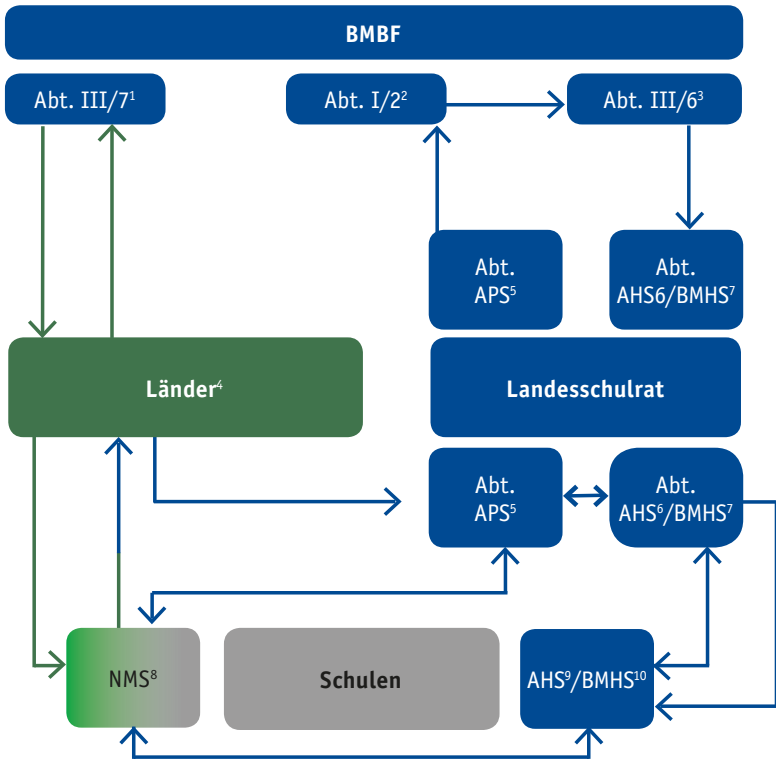 BMBF
Abt. III/7¹
Abt. I/2²
Abt. III/6³
Abt.
APS⁵
Abt.
AHS6/BMHS⁷
Länder⁴
Landesschulrat
Abt.
APS⁵
Abt.
AHS⁶/BMHS⁷
NMS⁸
Schulen
AHS⁹/BMHS¹⁰